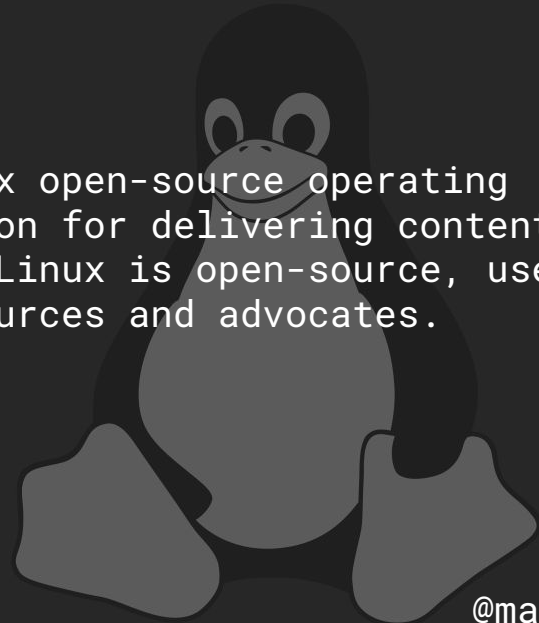 x open-source operating
on for delivering content
Linux is open-source, use
urces and advocates.
@ma